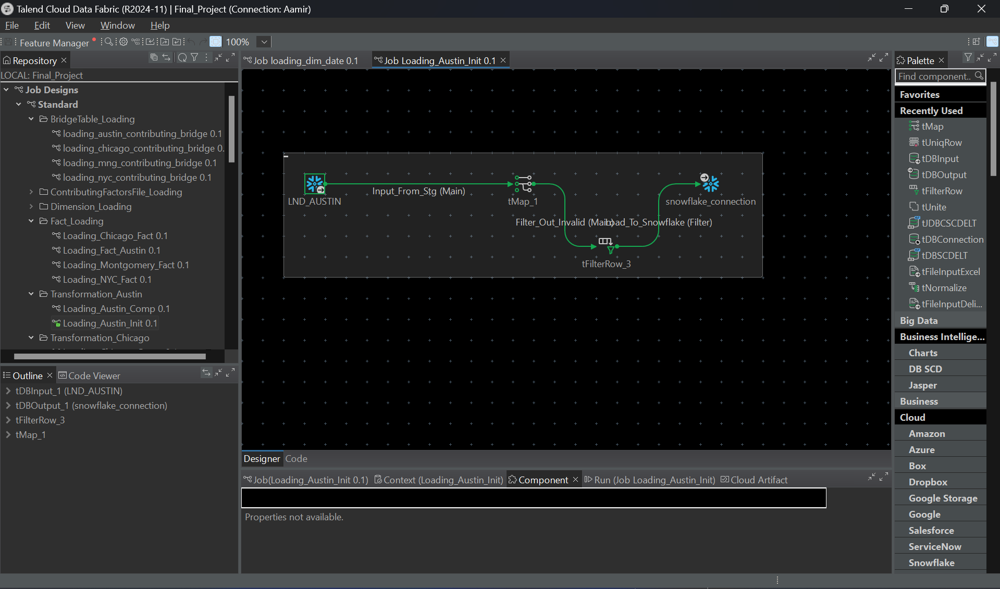 Talend Cloud Data Fabric (R2024-11) | Final_Project (Connection: Aamir)
File Edit View Window Help
Feature Manager 100%
Repository
LOCAL: Final_Project
Job Designs
Standard
BridgeTable_Loading
loading_austin_contributing_bridge 0.1
loading_chicago_contributing_bridge 0.
loading_mng_contributing_bridge 0.1
loading_nyc_contributing_bridge 0.1
ContributingFactorsFile_Loading
Dimension_Loading
Fact_Loading
Loading_Chicago_Fact 0.1
Loading_Fact_Austin 0.1
Loading_Montgomery_Fact 0.1
Loading_NYC_Fact 0.1
Transformation_Austin
Loading_Austin_Comp 0.1
Loading_Austin_Init 0.1
Transformation_Chicago
Outline Code Viewer
tDBInput_1 (LND_AUSTIN)
tDBOutput_1 (snowflake_connection)
tFilterRow_3
tMap_1
Job loading_dim_date 0.1 Job Loading_Austin_Init 0.1
LND_AUSTIN
Input_From_Stg (Main)
tMap_1
snowflake_connection
Filter_Out_Invalid (Main)
Load_To_Snowflake (Filter)
tFilterRow_3
Designer Code
Job(Loading_Austin_Init 0.1) Context (Loading_Austin_Init) Component Run (Job Loading_Austin_Init) Cloud Artifact
Properties not available.
Palette
Find component..
Favorites
Recently Used
tMap
tUniqRow
tDBInput
tDBOutput
tFilterRow
tUnite
tJDBCSCDELT
tDBConnection
tDBSCDELT
tFileInputExcel
tNormalize
tFileInputDeli...
Big Data
Business Intellige...
Charts
DB SCD
Jasper
Business
Cloud
Amazon
Azure
Box
Dropbox
Google Storage
Google
Salesforce
ServiceNow
Snowflake